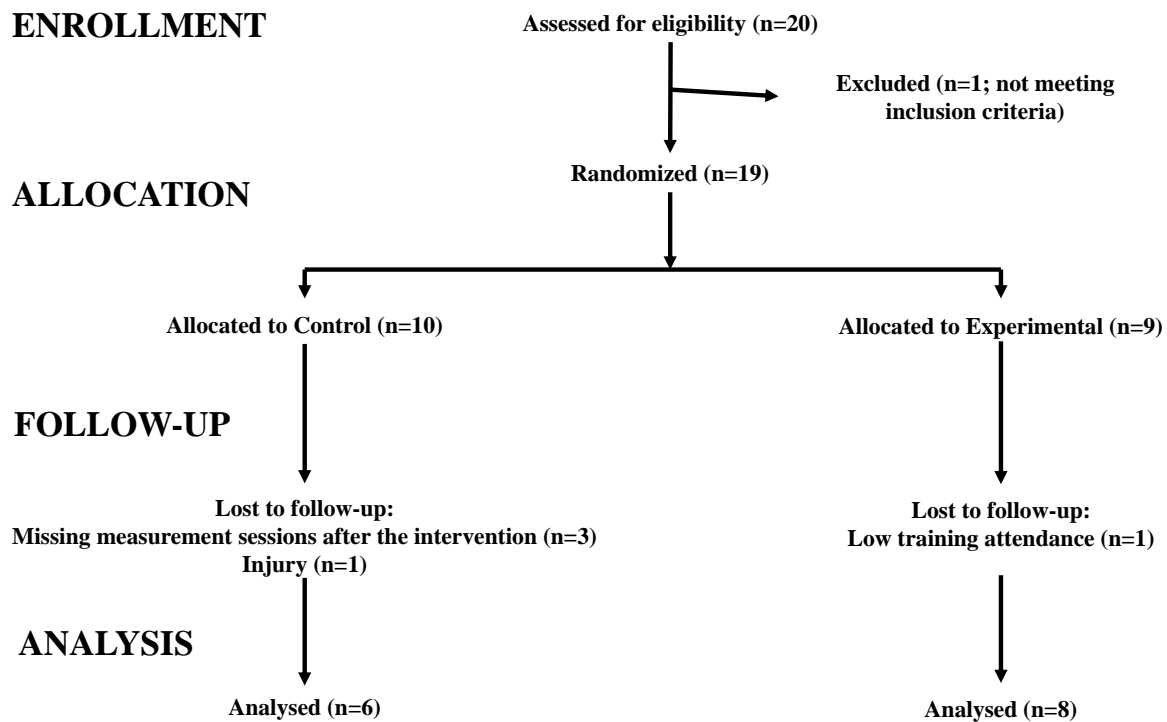 ENROLLMENT
Assessed for eligibility (n=20)
Excluded (n=1; not meeting
inclusion criteria)
Randomized (n=19)
ALLOCATION
Allocated to Control (n=10)
Allocated to Experimental (n=9)
FOLLOW-UP
Lost to follow-up:
Missing measurement sessions after the intervention (n=3)
Injury (n=1)
Lost to follow-up:
Low training attendance (n=1)
ANALYSIS
Analysed (n=6)
Analysed (n=8)